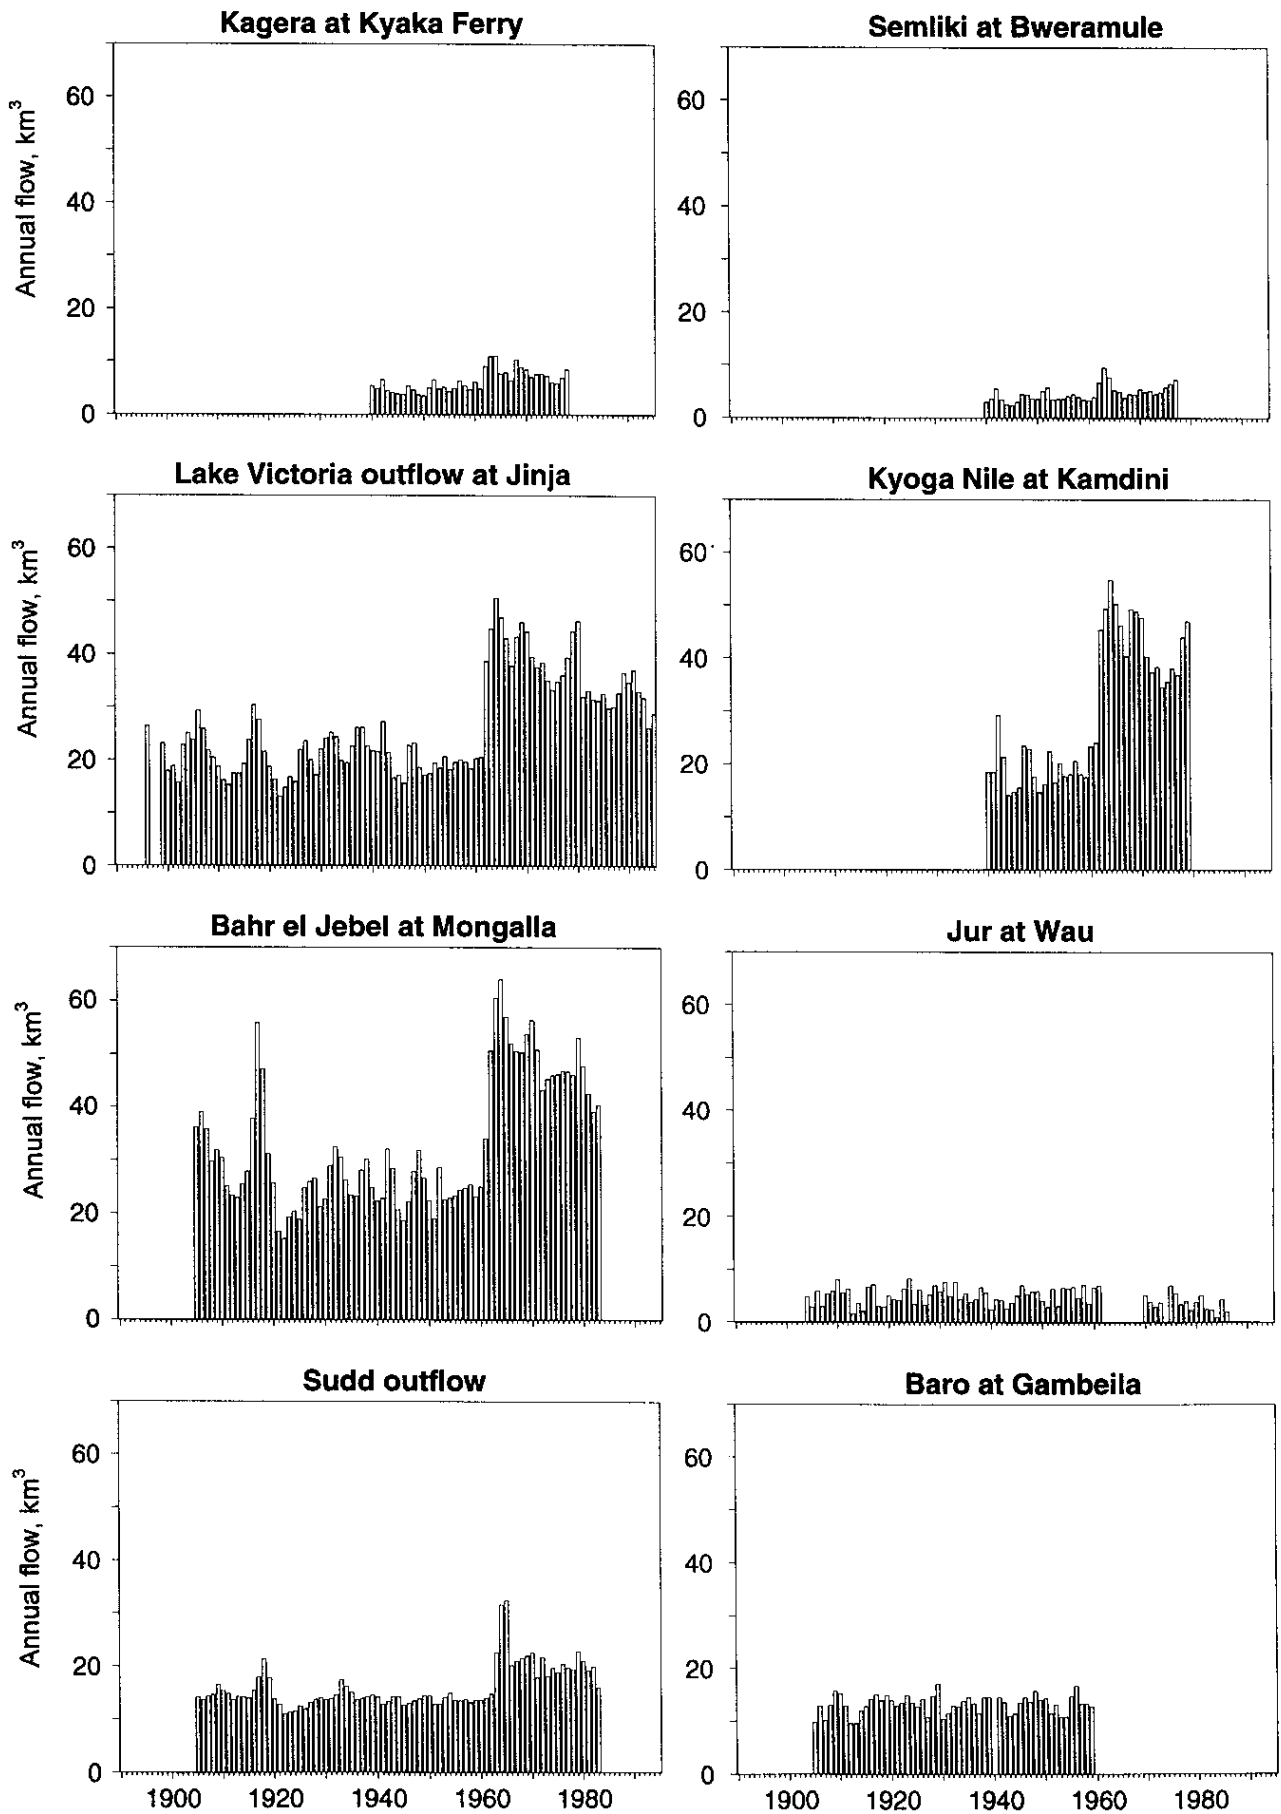 Kagera at Kyaka Ferry
Annual flow, km³
60
40
20
0
Semliki at Bweramule
60
40
20
0
Lake Victoria outflow at Jinja
Annual flow, km³
60
40
20
0
Kyoga Nile at Kamdini
60
40
20
0
Bahr el Jebel at Mongalla
Annual flow, km³
60
40
20
0
Jur at Wau
60
40
20
0
Sudd outflow
Annual flow, km³
60
40
20
0
1900 1920 1940 1960 1980
Baro at Gambeila
60
40
20
0
1900 1920 1940 1960 1980